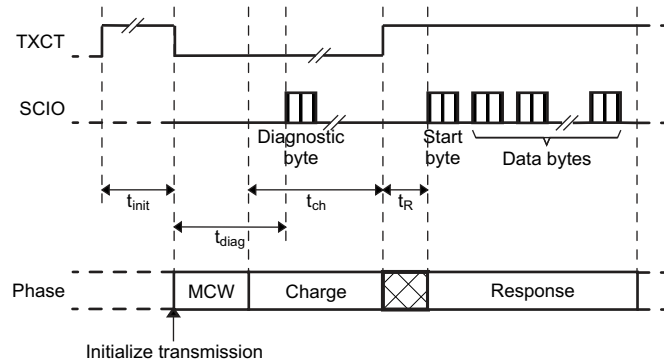 TXCT
SCIO
Diagnostic
byte
Start
byte
Data bytes
tinit
tch
tR
tdiag
Phase
MCW
Charge
Response
Initialize transmission